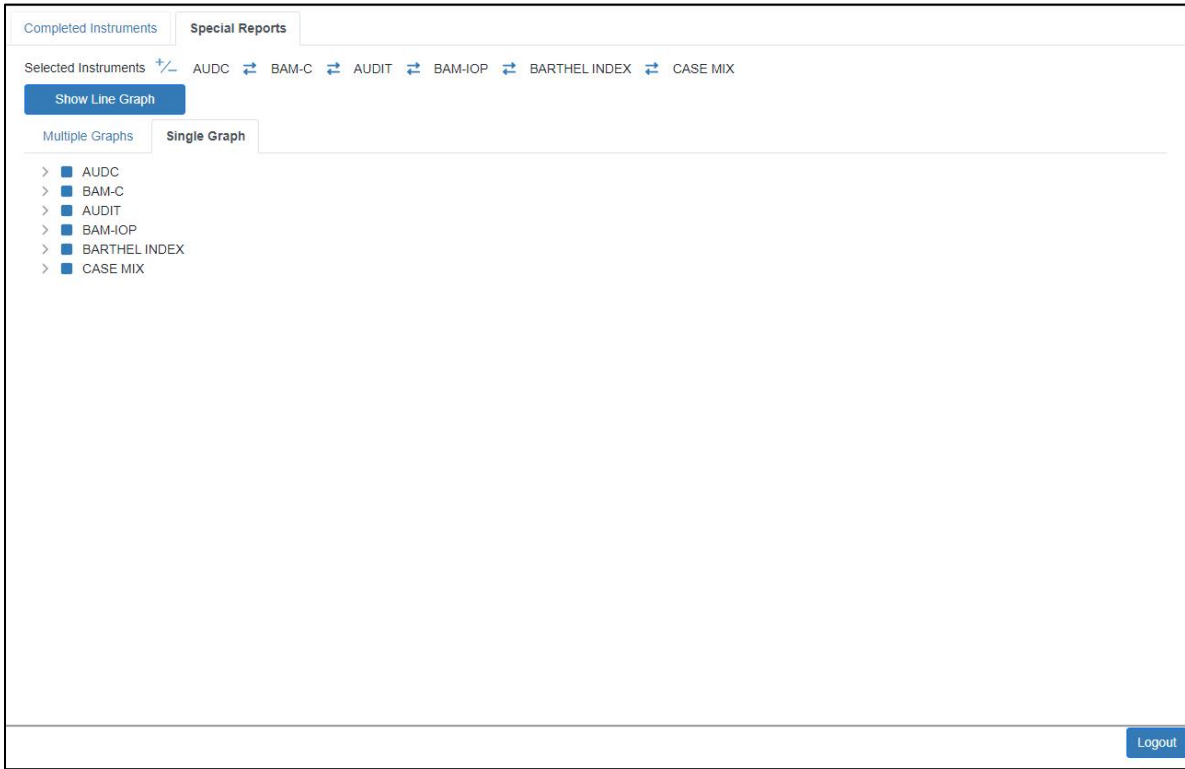 Completed Instruments Special Reports
Selected Instruments +/- AUDC ⇄ BAM-C ⇄ AUDIT ⇄ BAM-IOP ⇄ BARTHEL INDEX ⇄ CASE MIX
Show Line Graph
Multiple Graphs Single Graph
AUDC
BAM-C
AUDIT
BAM-IOP
BARTHEL INDEX
CASE MIX
Logout